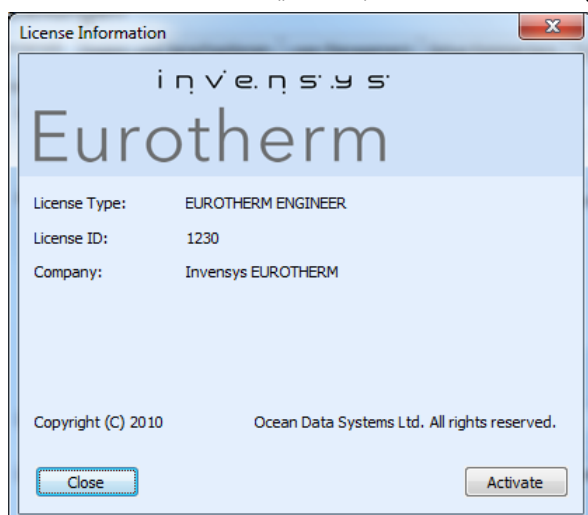 License Information
invensys
Eurotherm
License Type: EUROTHERM ENGINEER
License ID: 1230
Company: Invensys EUROTHERM
Copyright (C) 2010 Ocean Data Systems Ltd. All rights reserved.
Close Activate